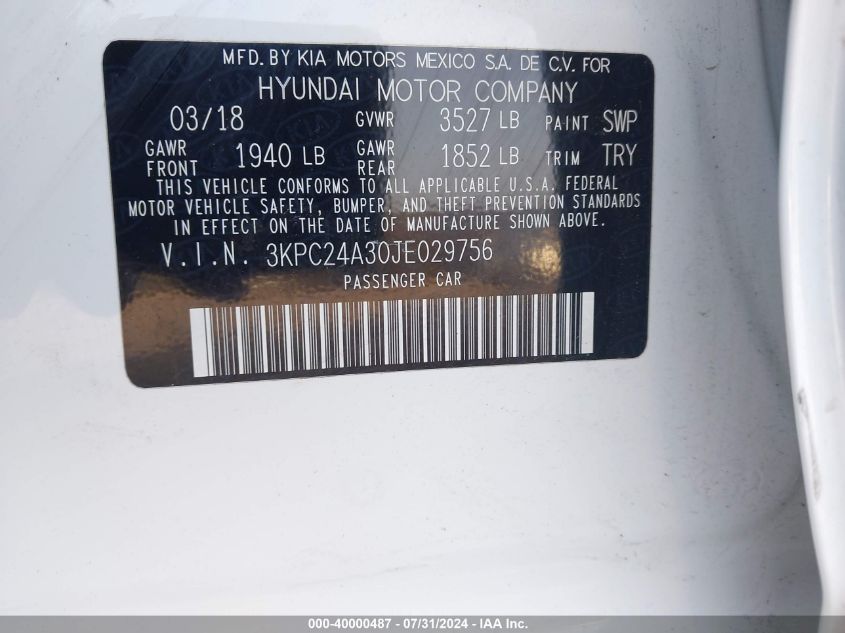 MFD. BY KIA MOTORS MEXICO S.A. DE C.V. FOR
HYUNDAI MOTOR COMPANY
03/18 GVWR 3527 LB PAINT SWP
GAWR FRONT 1940 LB GAWR REAR 1852 LB TRIM TRY
THIS VEHICLE CONFORMS TO ALL APPLICABLE U.S.A. FEDERAL
MOTOR VEHICLE SAFETY, BUMPER, AND THEFT PREVENTION STANDARDS
IN EFFECT ON THE DATE OF MANUFACTURE SHOWN ABOVE.
V.I.N. 3KPC24A30JE029756
PASSENGER CAR
000-40000487 - 07/31/2024 - IAA Inc.